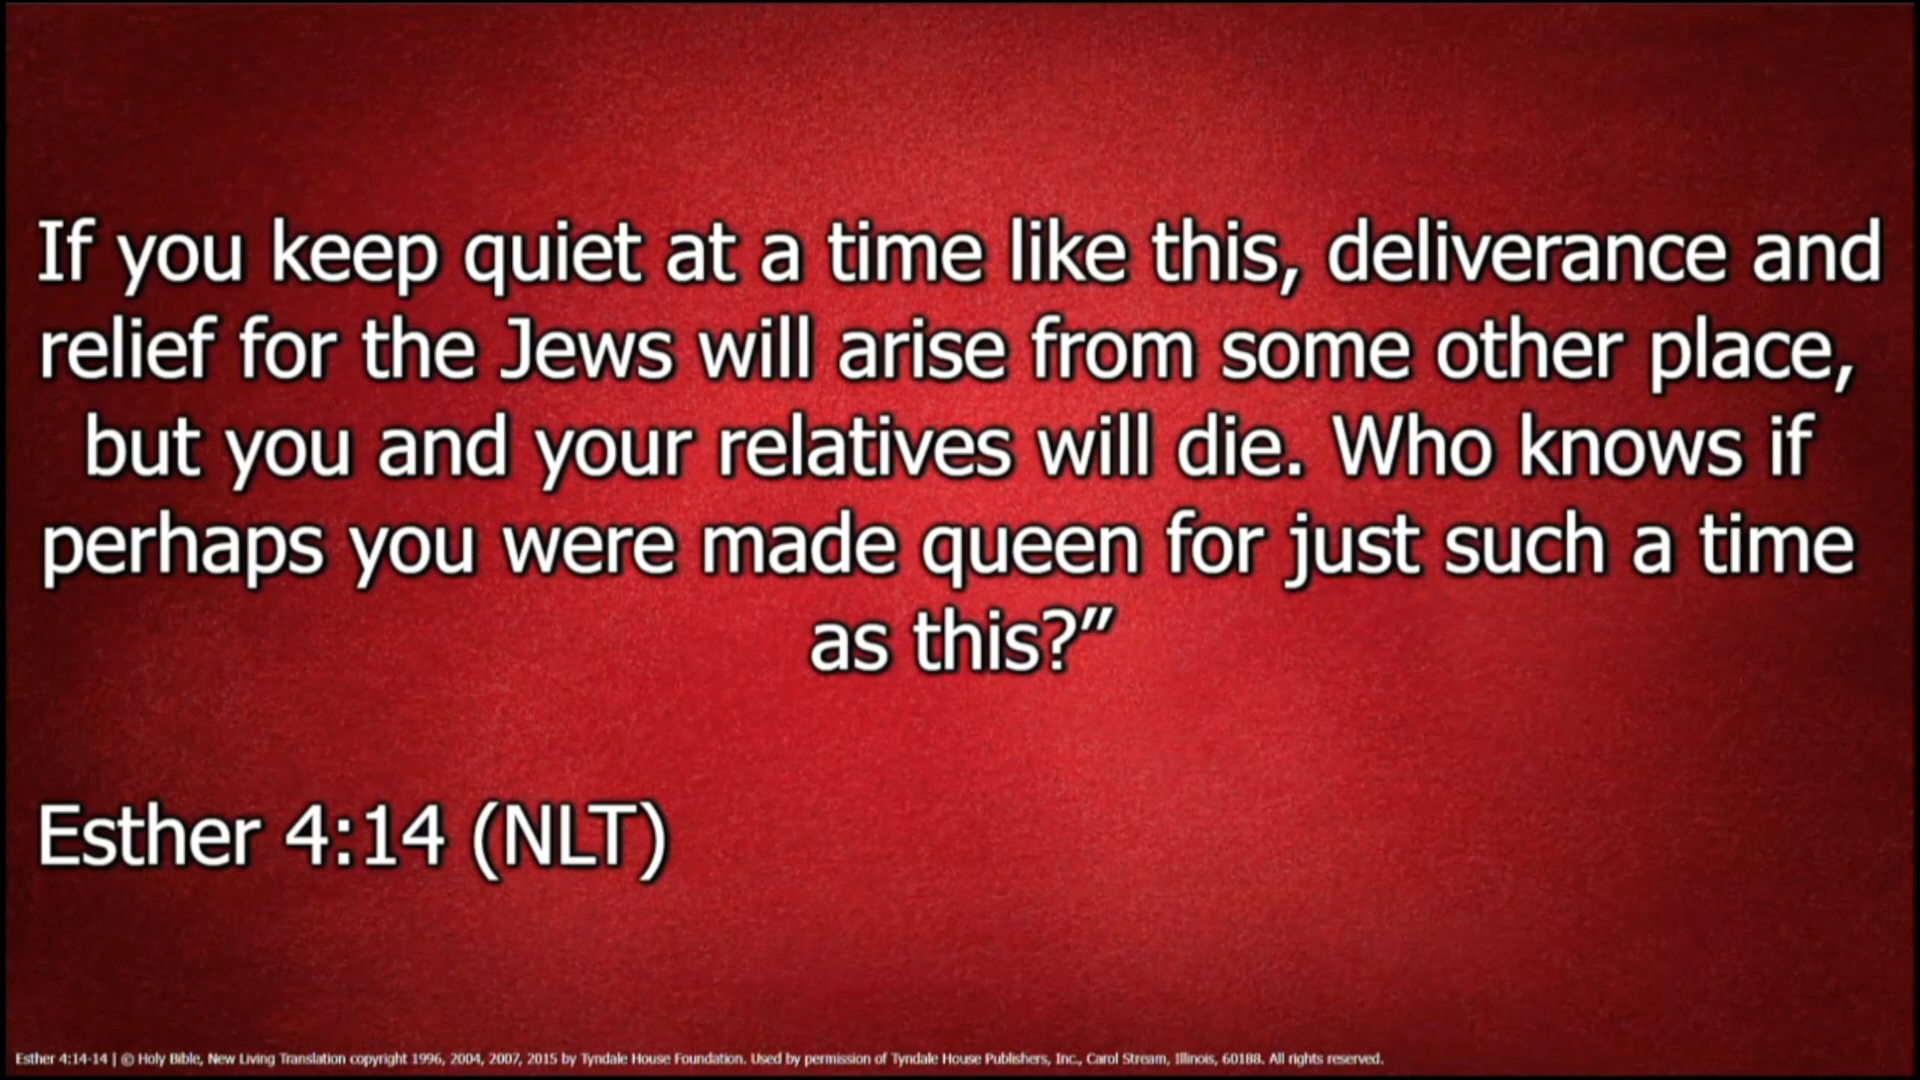 If you keep quiet at a time like this, deliverance and
relief for the Jews will arise from some other place,
but you and your relatives will die. Who knows if
perhaps you were made queen for just such a time
as this?”
Esther 4:14 (NLT)
Esther 4:14-14 | © Holy Bible, New Living Translation copyright 1996, 2004, 2007, 2015 by Tyndale House Foundation. Used by permission of Tyndale House Publishers, Inc., Carol Stream, Illinois, 60188. All rights reserved.